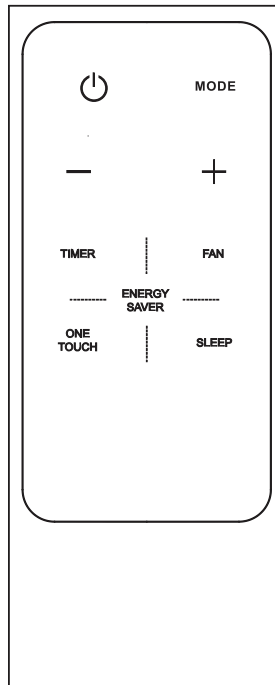 MODE
− +
TIMER FAN
ENERGY
SAVER
ONE
TOUCH
SLEEP